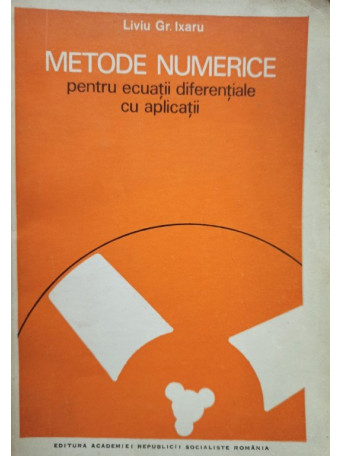 Liviu Gr. Ixaru
METODE NUMERICE
pentru ecuații diferențiale
cu aplicații
EDITURA ACADEMIEI REPUBLICII SOCIALISTE ROMÂNIA